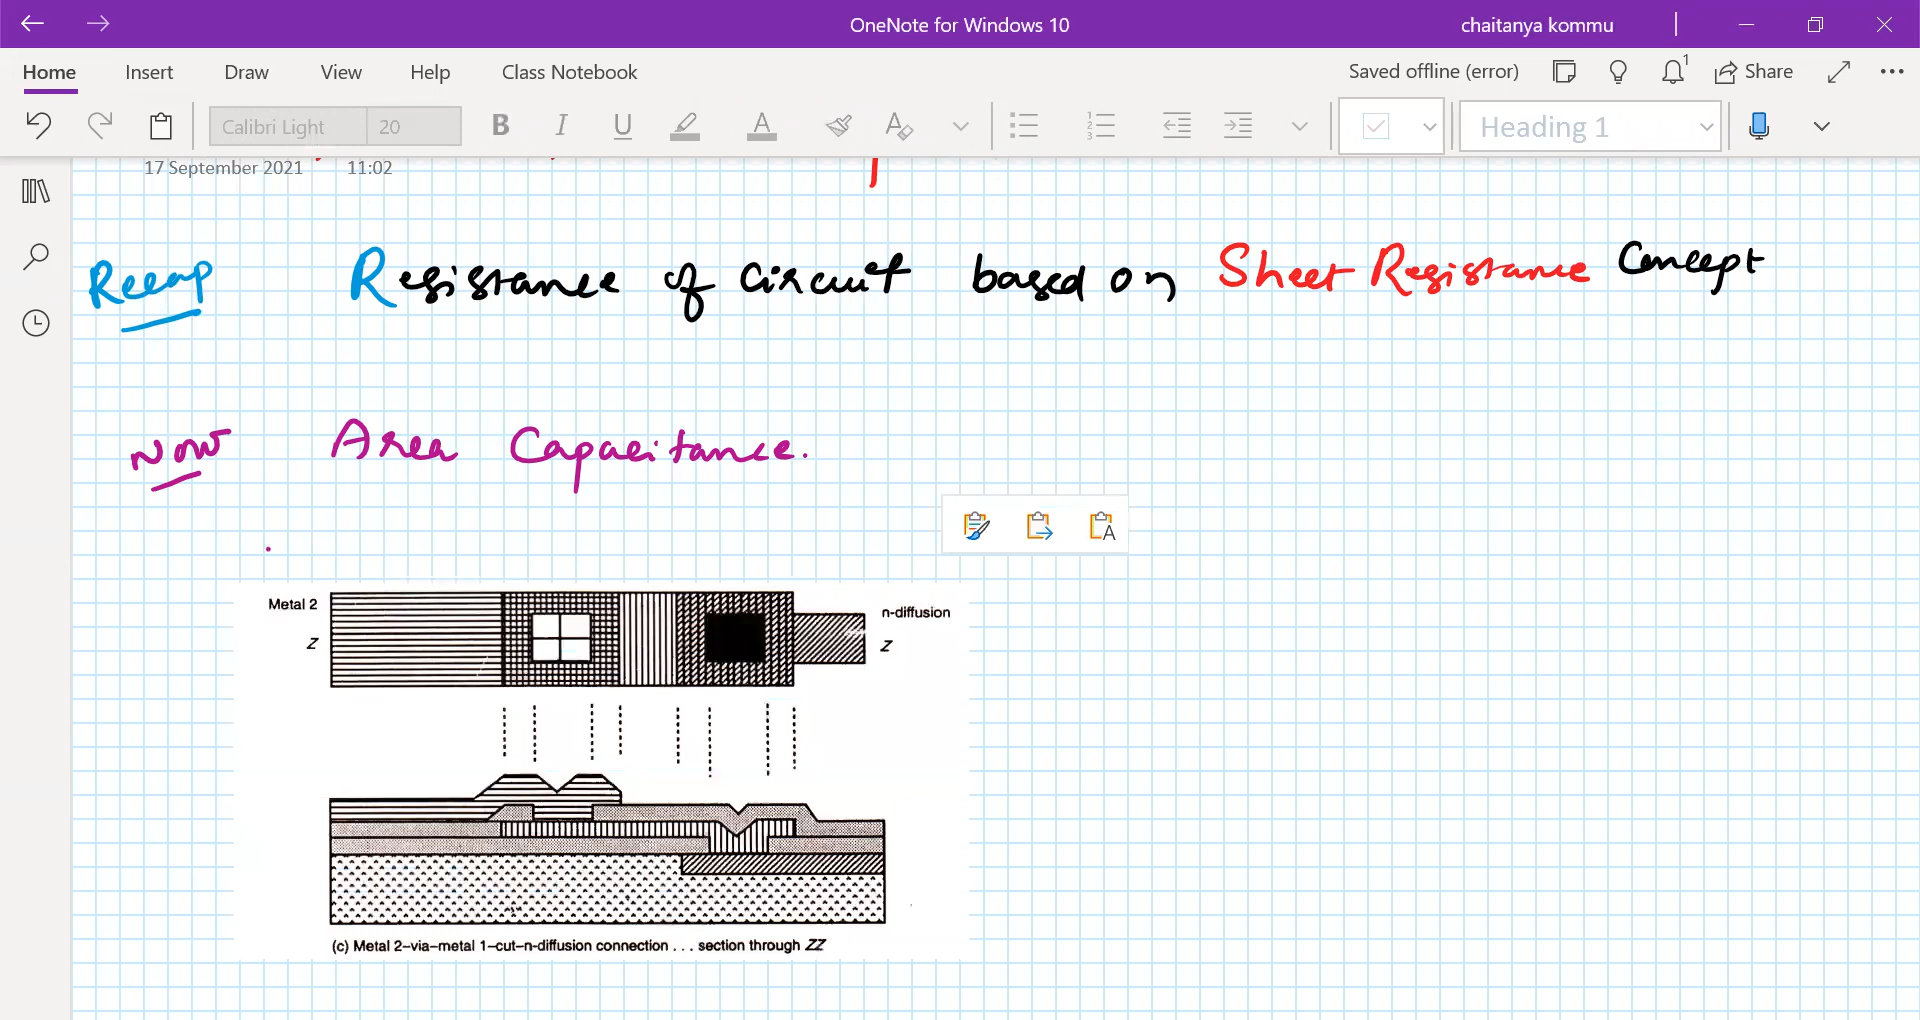 OneNote for Windows 10
chaitanya kommu
Home Insert Draw View Help Class Notebook
Saved offline (error) 1 Share
Calibri Light 20 B I U A A Heading 1
17 September 2021 11:02
Recap Resistance of Circuit based on Sheet Resistance Concept
Now Area Capacitance.
Metal 2 n-diffusion
Z Z
(c) Metal 2–via–metal 1–cut–n-diffusion connection . . . section through ZZ